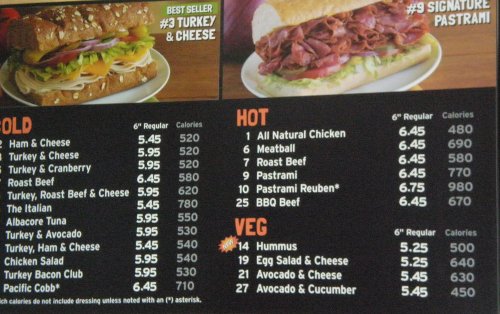 BEST SELLER
#3 TURKEY
& CHEESE
#9 SIGNATURE
PASTRAMI
OLD 6" Regular Calories
Ham & Cheese 5.45 520
Turkey & Cheese 5.95 520
Turkey & Cranberry 5.95 520
Roast Beef 6.45 580
Turkey, Roast Beef & Cheese 5.95 620
The Italian 5.45 780
Albacore Tuna 5.95 550
Turkey & Avocado 5.95 530
Turkey, Ham & Cheese 5.45 540
Chicken Salad 5.95 540
Turkey Bacon Club 5.95 530
Pacific Cobb* 6.45 710
ich calories do not include dressing unless noted with an (*) asterisk.
HOT 6" Regular Calories
1 All Natural Chicken 6.45 480
6 Meatball 6.45 690
7 Roast Beef 6.45 580
9 Pastrami 6.45 770
10 Pastrami Reuben* 6.75 980
25 BBQ Beef 6.45 670
VEG 6" Regular Calories
14 Hummus 5.25 500
19 Egg Salad & Cheese 5.25 640
21 Avocado & Cheese 5.45 630
27 Avocado & Cucumber 5.45 450